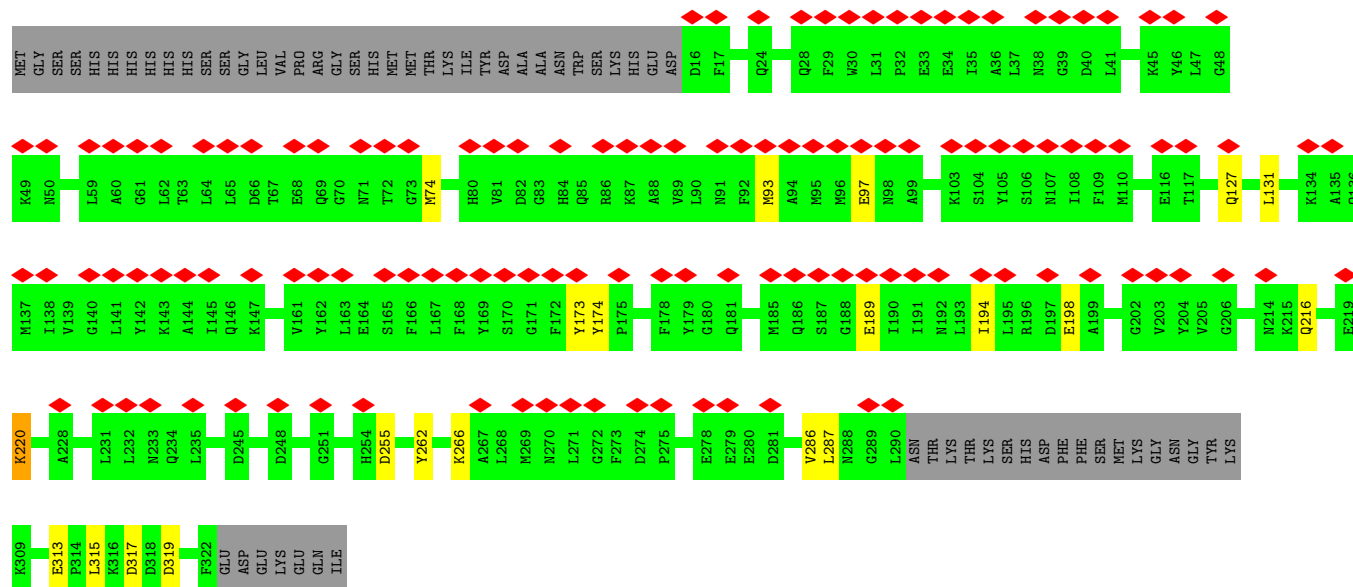 MET GLY SER SER HIS HIS HIS HIS HIS HIS SER SER GLY LEU VAL PRO ARG GLY SER HIS MET MET THR LYS ILE TYR ASP ALA ALA ASN TRP SER LYS HIS GLU ASP D16 F17 Q24 Q28 F29 W30 L31 P32 E33 E34 I35 A36 L37 N38 G39 D40 L41 K45 Y46 L47 G48
K49 N50 L59 A60 G61 L62 T63 L64 L65 D66 T67 E68 Q69 G70 N71 T72 G73 M74 H80 V81 D82 G83 H84 Q85 R86 K87 A88 V89 L90 N91 F92 M93 A94 M95 M96 E97 N98 A99 K103 S104 Y105 S106 N107 I108 F109 M110 E116 T117 Q127 L131 K134 A135
M137 I138 V139 G140 L141 Y142 K143 A144 I145 Q146 K147 V161 Y162 L163 E164 S165 F166 L167 F168 Y169 S170 G171 F172 Y173 Y174 P175 F178 Y179 G180 Q181 M185 Q186 S187 G188 E189 I190 I191 N192 L193 I194 L195 R196 D197 E198 A199 G202 V203 Y204 V205 G206 N214 K215 Q216 E219
K220 A228 L231 L232 N233 Q234 L235 D245 D248 G251 H254 D255 Y262 K266 A267 L268 M269 N270 L271 G272 F273 D274 P275 E278 E279 E280 D281 V286 L287 N288 G289 L290 ASN THR LYS THR LYS SER HIS ASP PHE PHE SER MET LYS GLY ASN GLY TYR LYS
K309 E313 P314 L315 K316 D317 D318 D319 F322 GLU ASP GLU LYS GLU GLN ILE